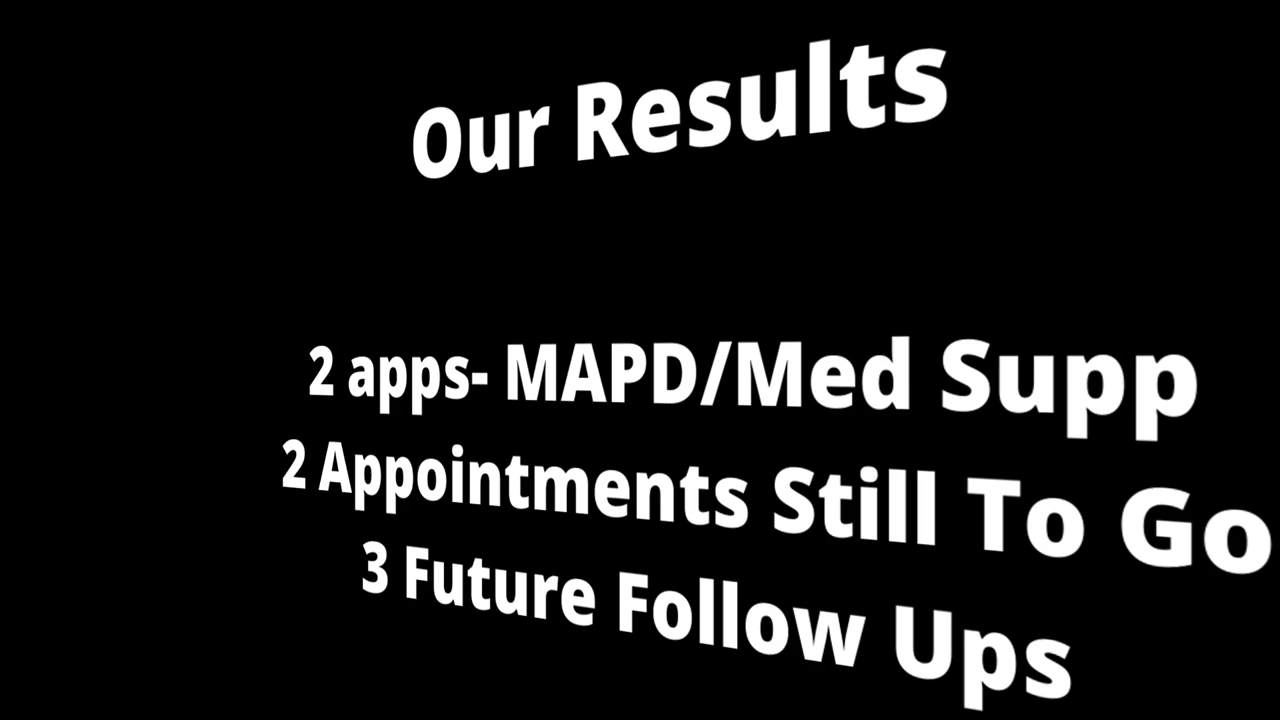 Our Results
2 apps- MAPD/Med Supp
2 Appointments Still To Go
3 Future Follow Ups